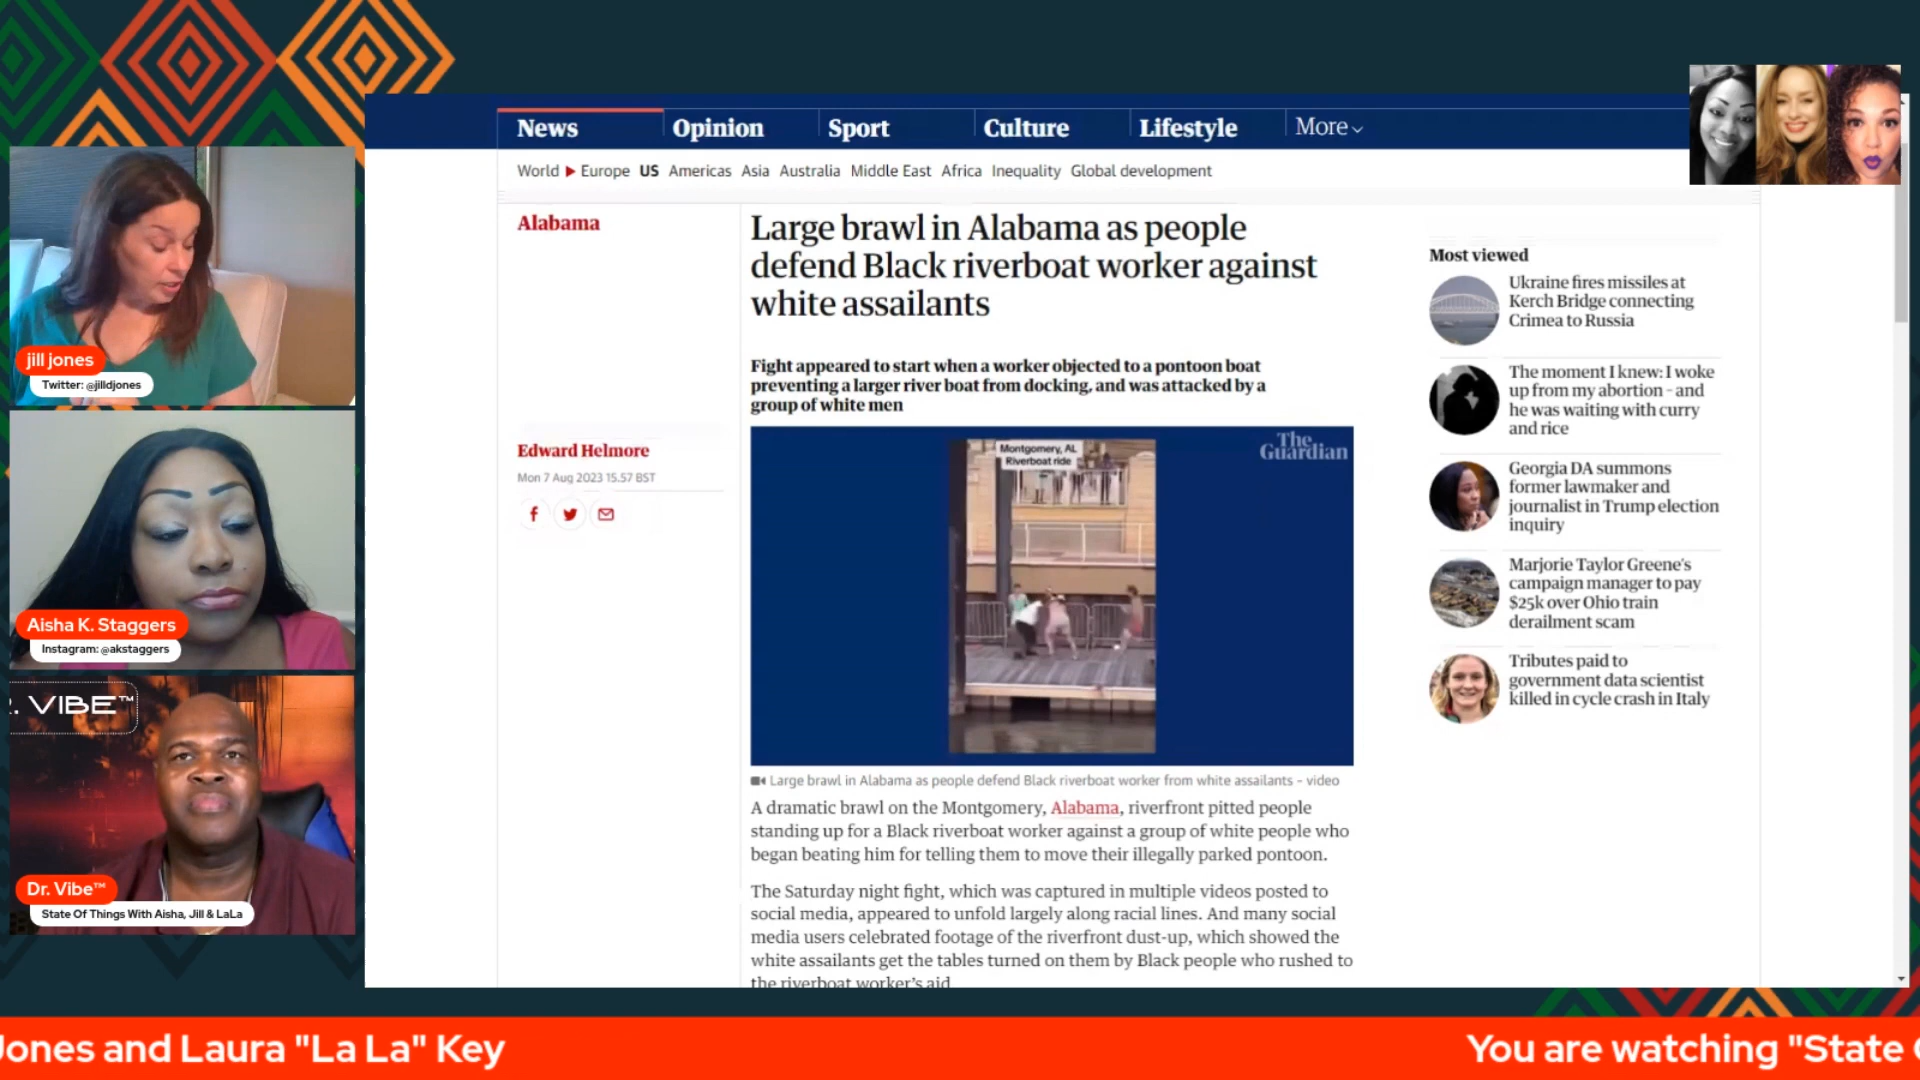 News
Opinion
Sport
Culture
Lifestyle
More
World Europe US Americas Asia Australia Middle East Africa Inequality Global development
Alabama
Large brawl in Alabama as people
defend Black riverboat worker against
white assailants
Fight appeared to start when a worker objected to a pontoon boat
preventing a larger river boat from docking, and was attacked by a
group of white men
Edward Helmore
Mon 7 Aug 2023 15.57 BST
Montgomery, AL
Riverboat ride
The
Guardian
Large brawl in Alabama as people defend Black riverboat worker from white assailants – video
A dramatic brawl on the Montgomery, Alabama, riverfront pitted people
standing up for a Black riverboat worker against a group of white people who
began beating him for telling them to move their illegally parked pontoon.
The Saturday night fight, which was captured in multiple videos posted to
social media, appeared to unfold largely along racial lines. And many social
media users celebrated footage of the riverfront dust-up, which showed the
white assailants get the tables turned on them by Black people who rushed to
the riverboat worker's aid
Most viewed
Ukraine fires missiles at
Kerch Bridge connecting
Crimea to Russia
The moment I knew: I woke
up from my abortion – and
he was waiting with curry
and rice
Georgia DA summons
former lawmaker and
journalist in Trump election
inquiry
Marjorie Taylor Greene's
campaign manager to pay
$25k over Ohio train
derailment scam
Tributes paid to
government data scientist
killed in cycle crash in Italy
jill jones
Twitter: @jilldjones
Aisha K. Staggers
Instagram: @akstaggers
. VIBE™
Dr. Vibe™
State Of Things With Aisha, Jill & LaLa
Jones and Laura "La La" Key
You are watching "State